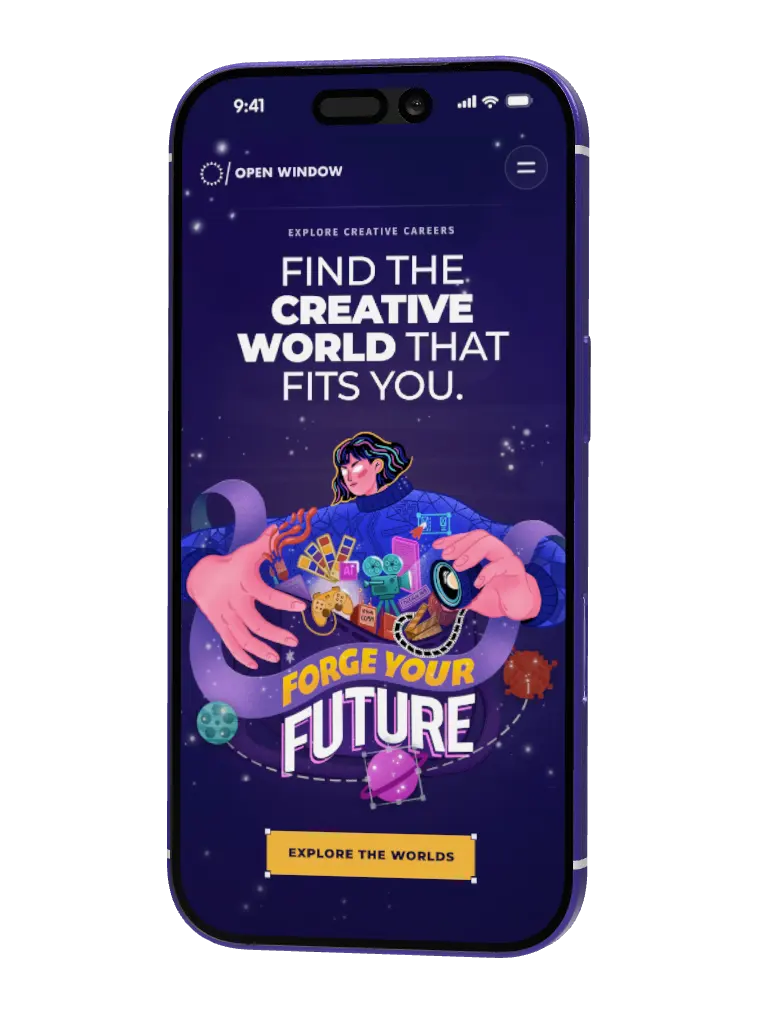 9:41
OPEN WINDOW
EXPLORE CREATIVE CAREERS
FIND THE
CREATIVE
WORLD THAT
FITS YOU.
Ai
FORGE YOUR
FUTURE
EXPLORE THE WORLDS